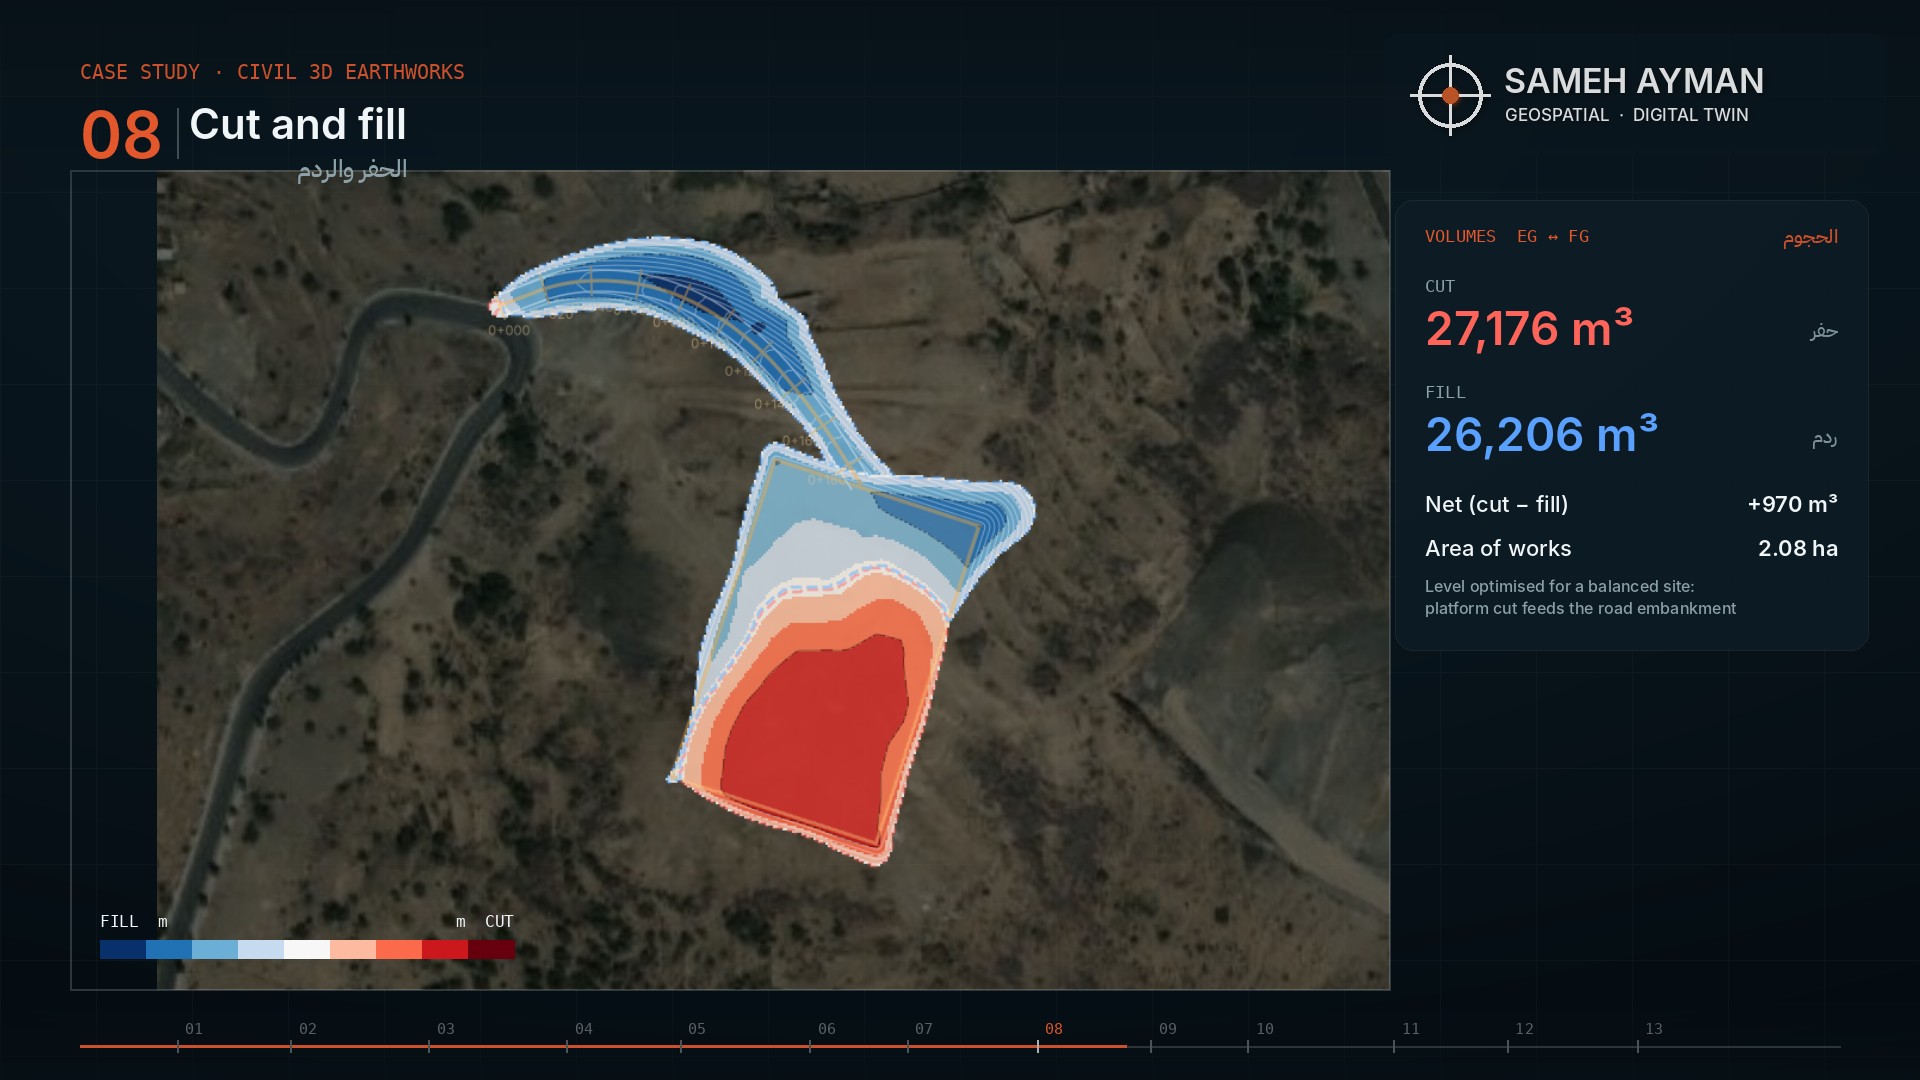 CASE STUDY · CIVIL 3D EARTHWORKS
08
Cut and fill
الحفر والردم
SAMEH AYMAN
GEOSPATIAL · DIGITAL TWIN
VOLUMES EG ↔ FG
الحجوم
CUT
27,176 m³
حفر
FILL
26,206 m³
ردم
Net (cut – fill) +970 m³
Area of works 2.08 ha
Level optimised for a balanced site:
platform cut feeds the road embankment
0+000
FILL m m CUT
01 02 03 04 05 06 07 08 09 10 11 12 13